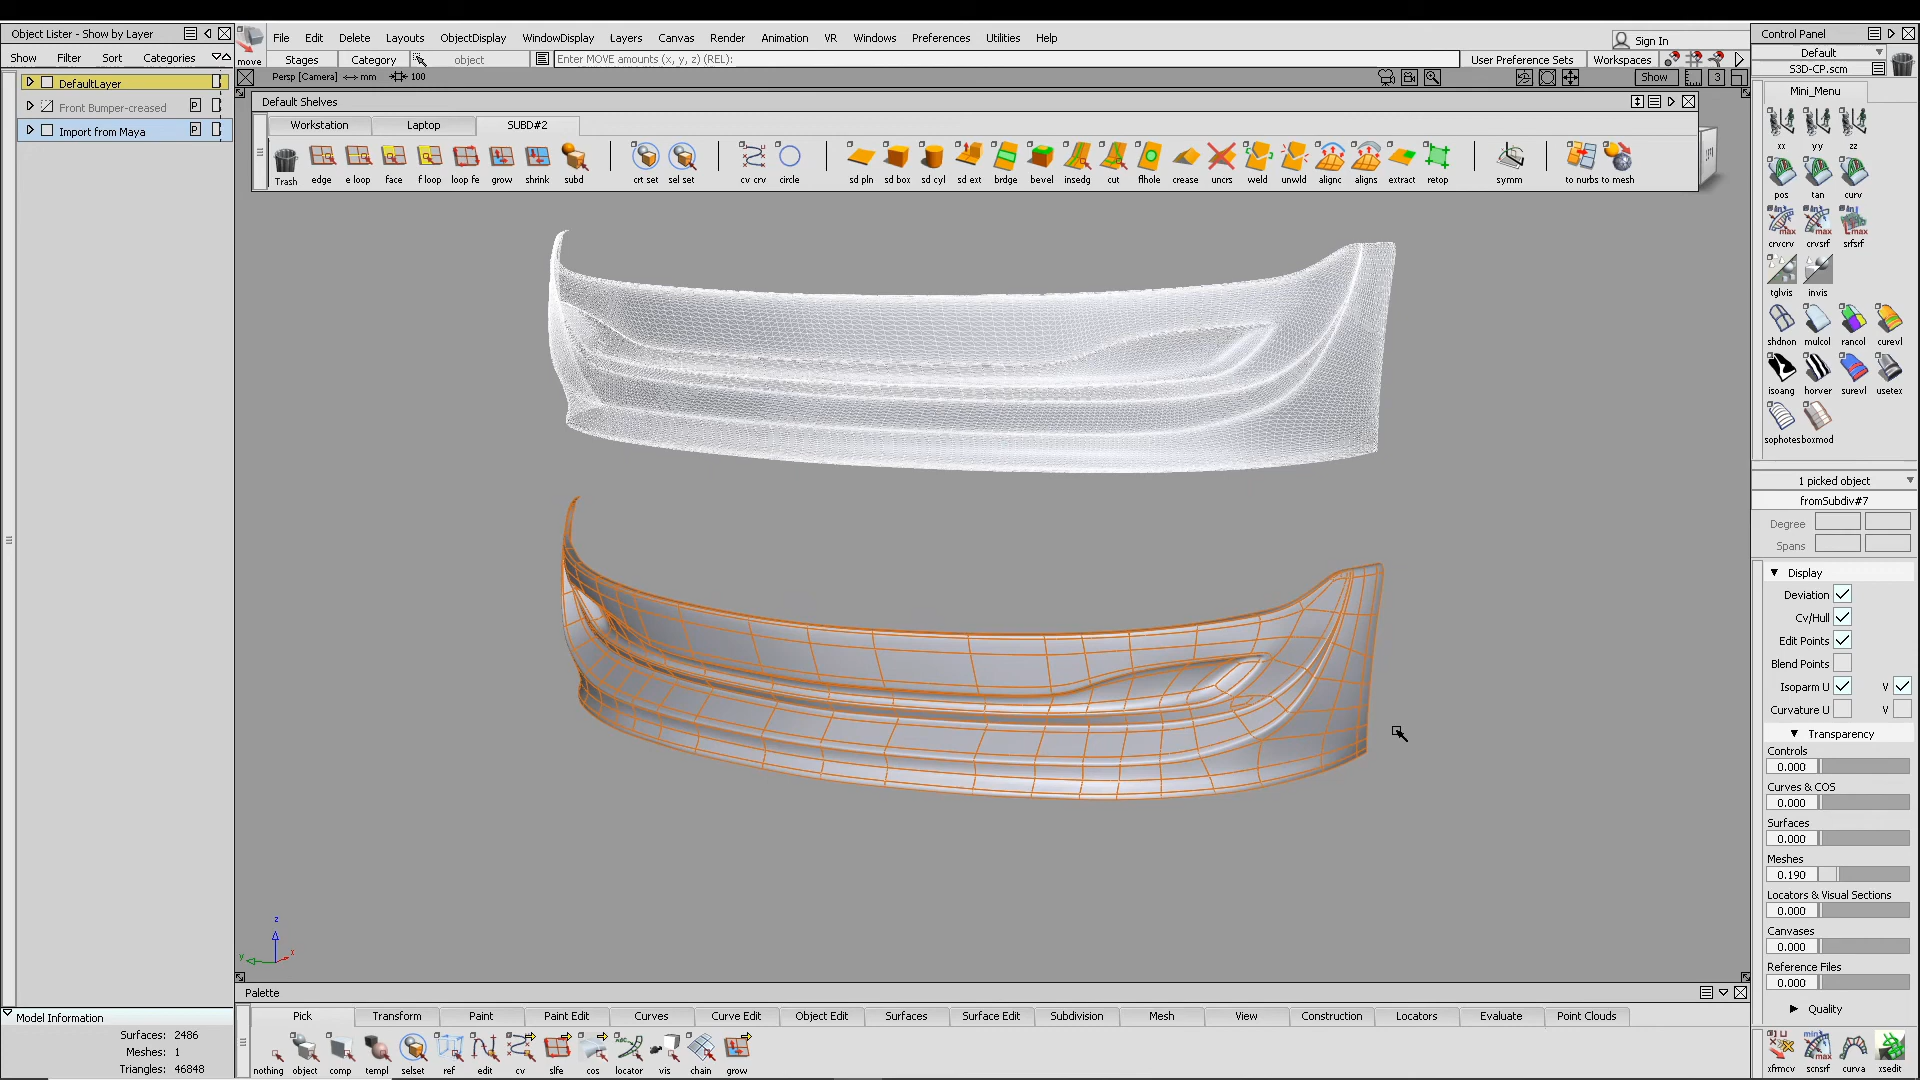 Object Lister - Show by Layer
Show Filter Sort Categories
DefaultLayer
Front Bumper-creased P
Import from Maya P
move
File Edit Delete Layouts ObjectDisplay WindowDisplay Layers Canvas Render Animation VR Windows Preferences Utilities Help
Sign In
Stages Category object Enter MOVE amounts (x, y, z) (REL): User Preference Sets Workspaces
Persp [Camera] mm 100 Show 3
Default Shelves
Workstation Laptop SUBD#2
Trash edge e loop face f loop loop fe grow shrink subd crt set sel set cv crv circle sd pln sd box sd cyl sd ext brdge bevel insedg cut flhole crease uncrs weld unwld alignc aligns extract retop symm to nurbs to mesh
z
y x
Palette
Pick Transform Paint Paint Edit Curves Curve Edit Object Edit Surfaces Surface Edit Subdivision Mesh View Construction Locators Evaluate Point Clouds
nothing object comp templ selset ref edit cv slfe cos locator vis chain grow
Model Information
Surfaces: 2486
Meshes: 1
Triangles: 46848
Control Panel
Default
S3D-CP.scm
Mini_Menu
xx yy zz
pos tan curv
crvcrv crvsrf srfsrf
tglvis invis
shdnon mulcol rancol curevl
isoang horver surevl usetex
sophotes boxmod
1 picked object
fromSubdiv#7
Degree
Spans
Display
Deviation
Cv/Hull
Edit Points
Blend Points
Isoparm U V
Curvature U V
Transparency
Controls
0.000
Curves & COS
0.000
Surfaces
0.000
Meshes
0.190
Locators & Visual Sections
0.000
Canvases
0.000
Reference Files
0.000
Quality
xfrmcv scnsrf curva xsedit